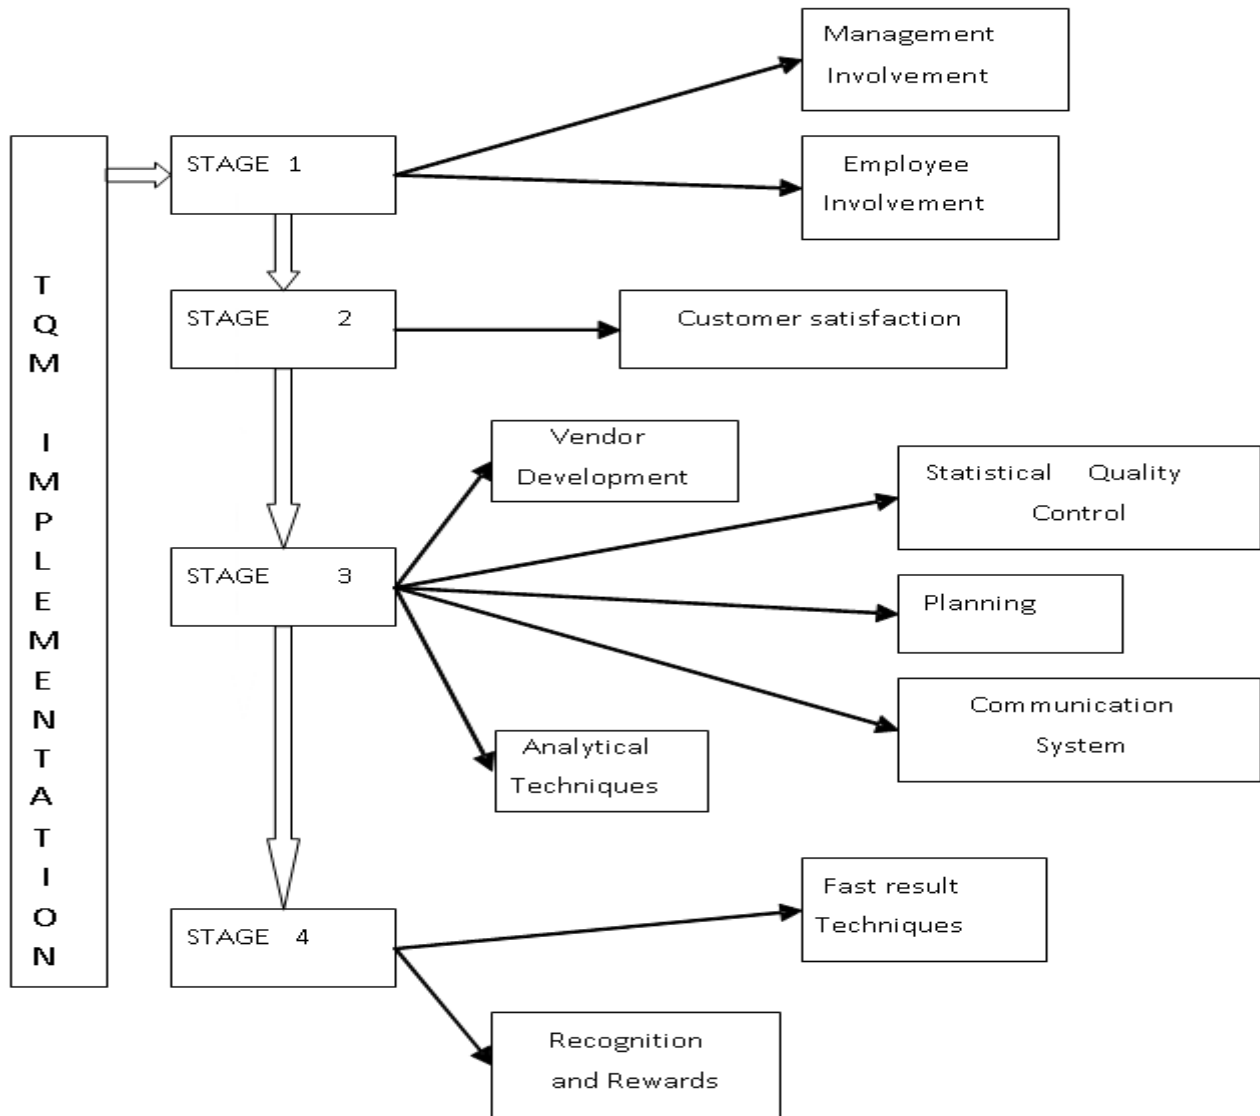 TQM IMPLEMENTATION
STAGE 1
Management
Involvement
Employee
Involvement
STAGE 2
Customer satisfaction
STAGE 3
Vendor
Development
Statistical Quality
Control
Planning
Communication
System
Analytical
Techniques
STAGE 4
Fast result
Techniques
Recognition
and Rewards